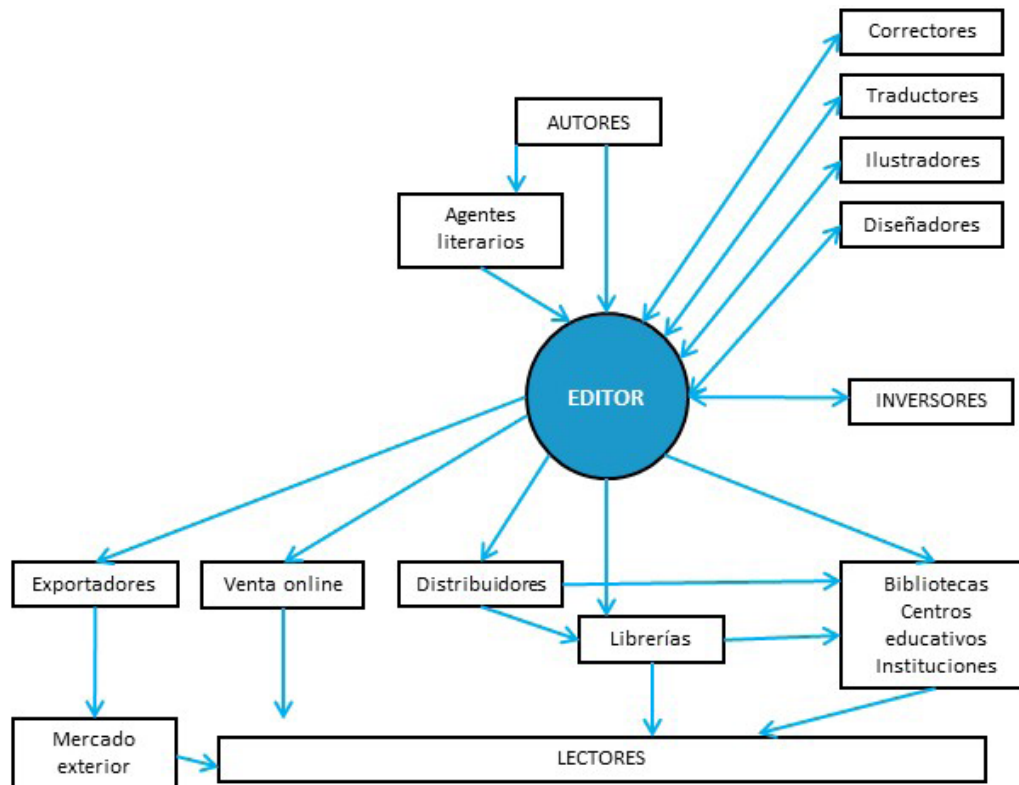 Correctores
Traductores
AUTORES
Ilustradores
Agentes
literarios
Diseñadores
EDITOR
INVERSORES
Exportadores
Venta online
Distribuidores
Bibliotecas
Centros
educativos
Instituciones
Librerías
Mercado
exterior
LECTORES